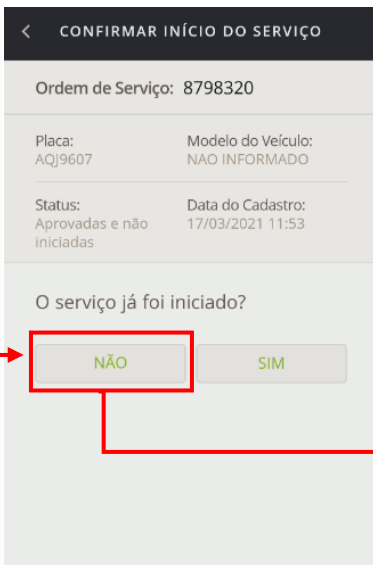 < CONFIRMAR INÍCIO DO SERVIÇO
Ordem de Serviço: 8798320
Placa: Modelo do Veículo:
AQJ9607 NAO INFORMADO
Status: Data do Cadastro:
Aprovadas e não 17/03/2021 11:53
iniciadas
O serviço já foi iniciado?
NÃO SIM